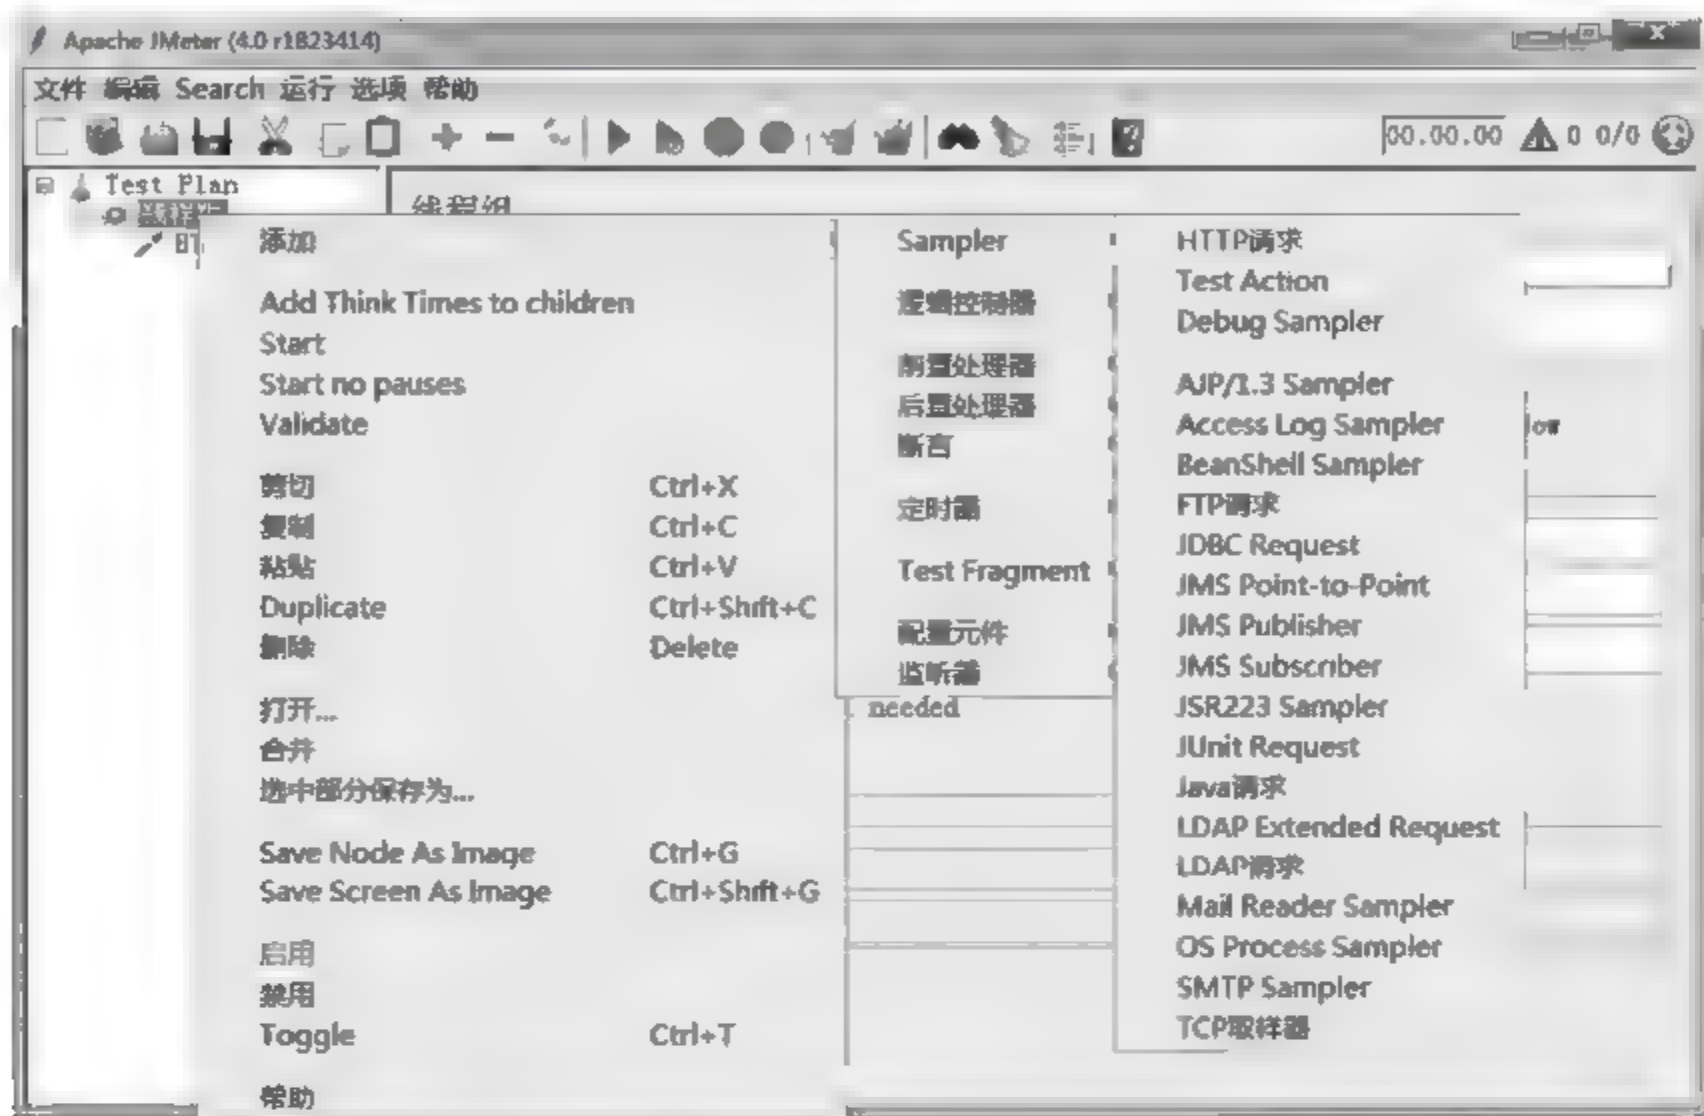 Apache JMeter (4.0 r1823414)
文件 编辑 Search 运行 选项 帮助
00.00.00 0 0/0
Test Plan
线程组
添加
Add Think Times to children
Start
Start no pauses
Validate
剪切 Ctrl+X
复制 Ctrl+C
粘贴 Ctrl+V
Duplicate Ctrl+Shift+C
删除 Delete
打开...
合并
选中部分保存为...
Save Node As Image Ctrl+G
Save Screen As Image Ctrl+Shift+G
启用
禁用
Toggle Ctrl+T
帮助
Sampler
逻辑控制器
前置处理器
后置处理器
断言
定时器
Test Fragment
配置元件
监听器
needed
HTTP请求
Test Action
Debug Sampler
AJP/1.3 Sampler
Access Log Sampler
BeanShell Sampler
FTP请求
JDBC Request
JMS Point-to-Point
JMS Publisher
JMS Subscriber
JSR223 Sampler
JUnit Request
Java请求
LDAP Extended Request
LDAP请求
Mail Reader Sampler
OS Process Sampler
SMTP Sampler
TCP取样器